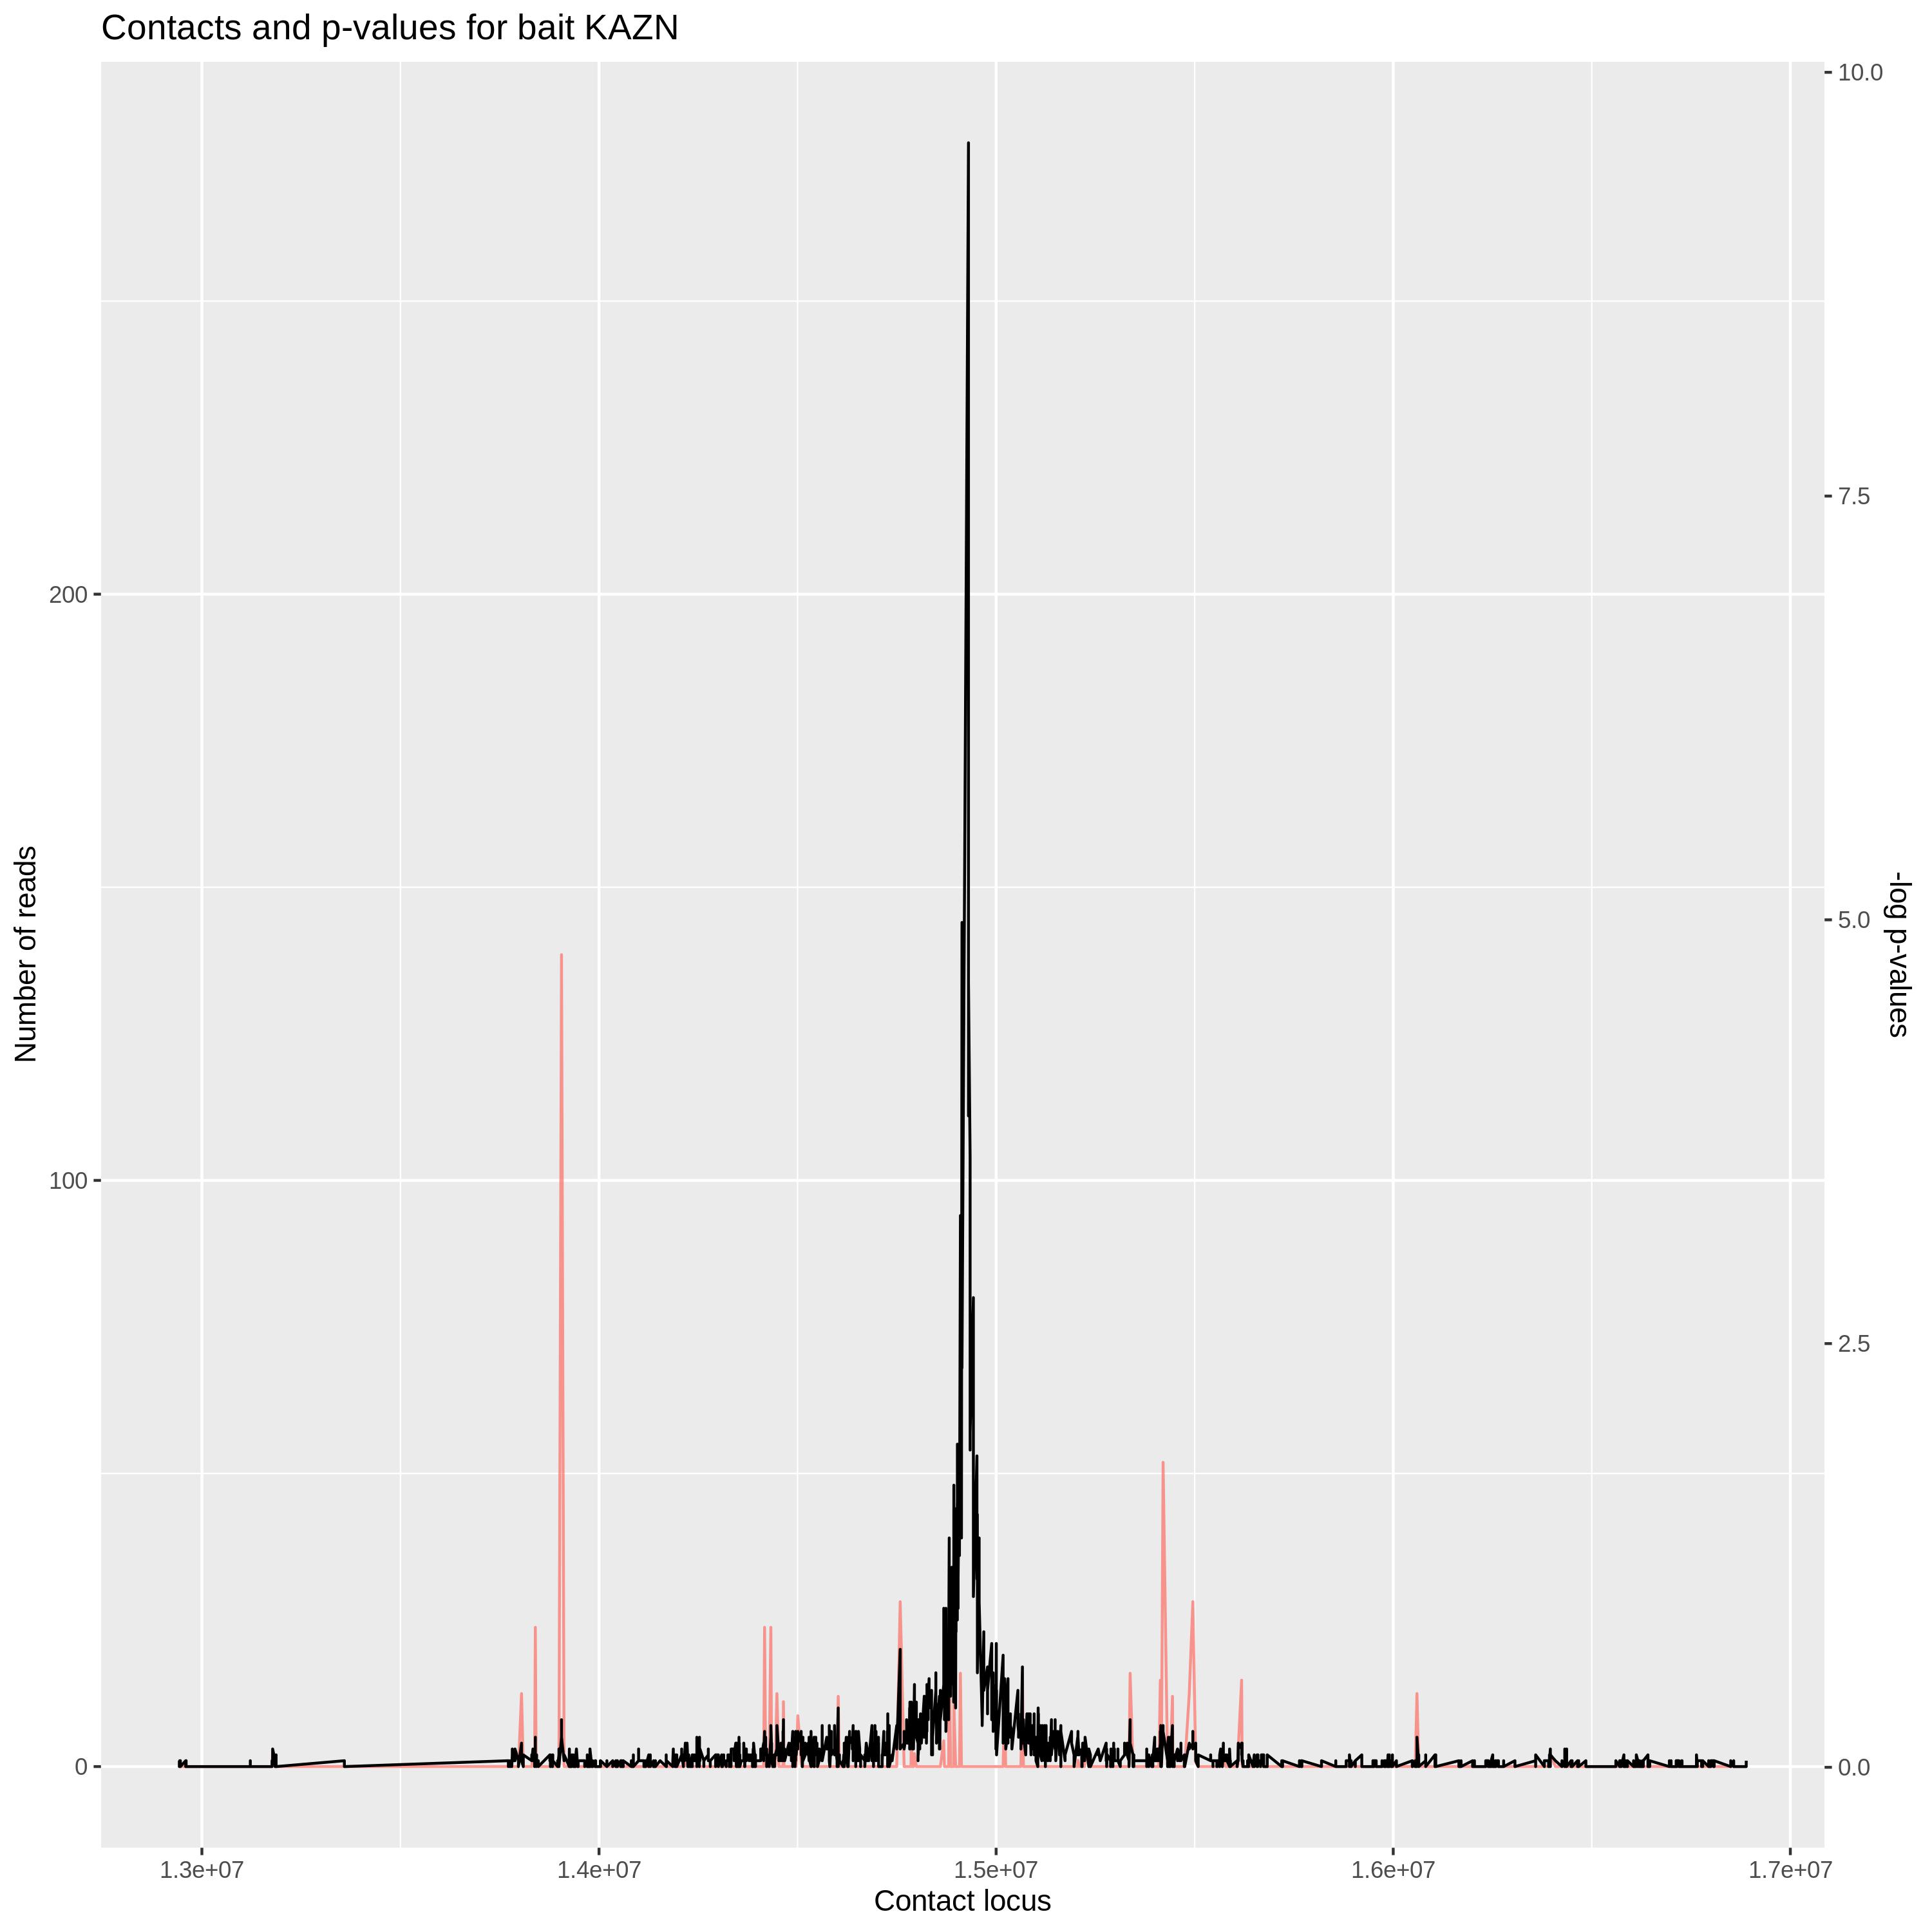 Contacts and p-values for bait KAZN
10.0
7.5
200
5.0
Number of reads
-log p-values
100
2.5
0
0.0
1.3e+07 1.4e+07 1.5e+07 1.6e+07 1.7e+07
Contact locus